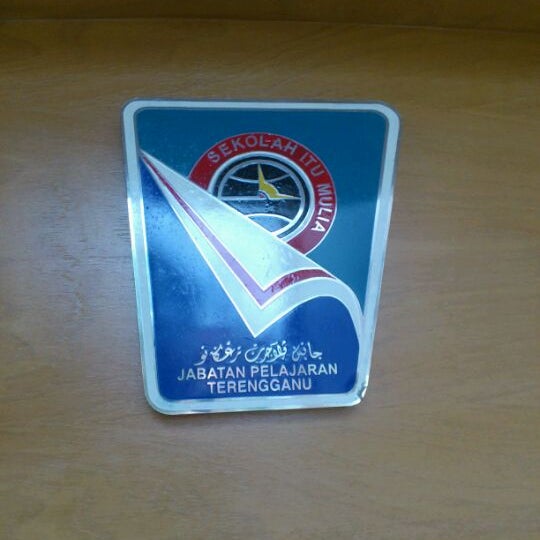 SEKOLAH ITU MULIA
جابتن ڤلاجرن ترڠݢانو
JABATAN PELAJARAN
TERENGGANU